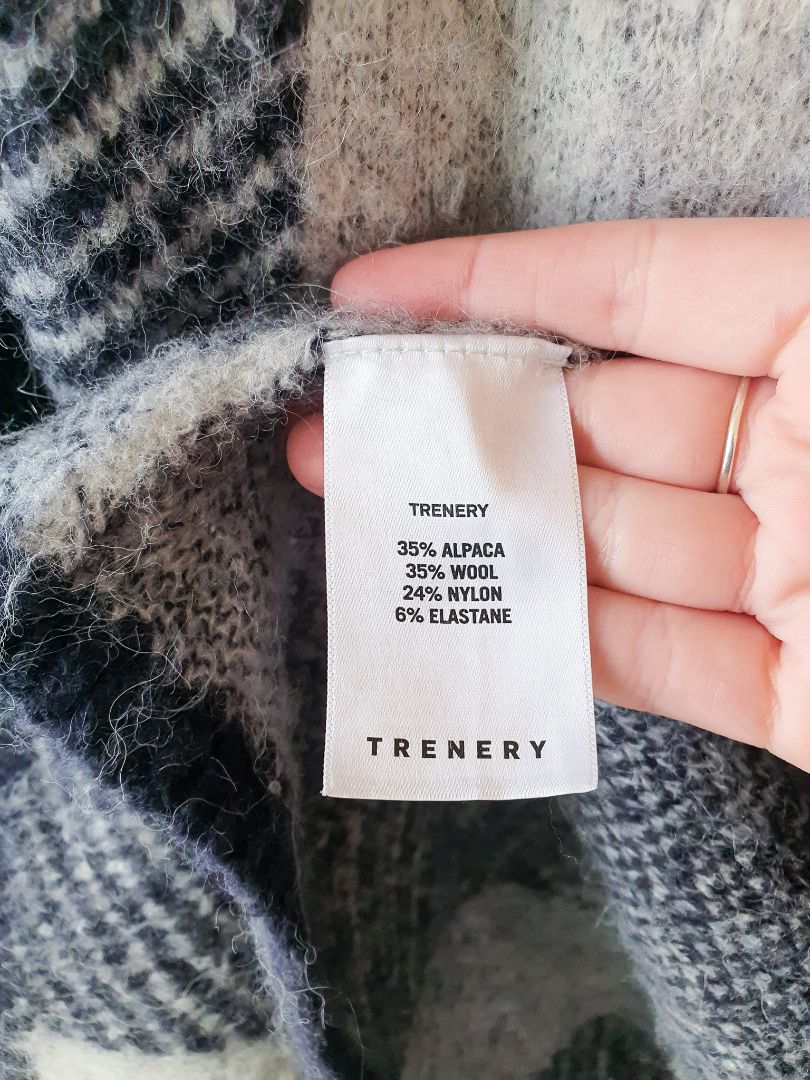 TRENERY
35% ALPACA
35% WOOL
24% NYLON
6% ELASTANE
TRENERY